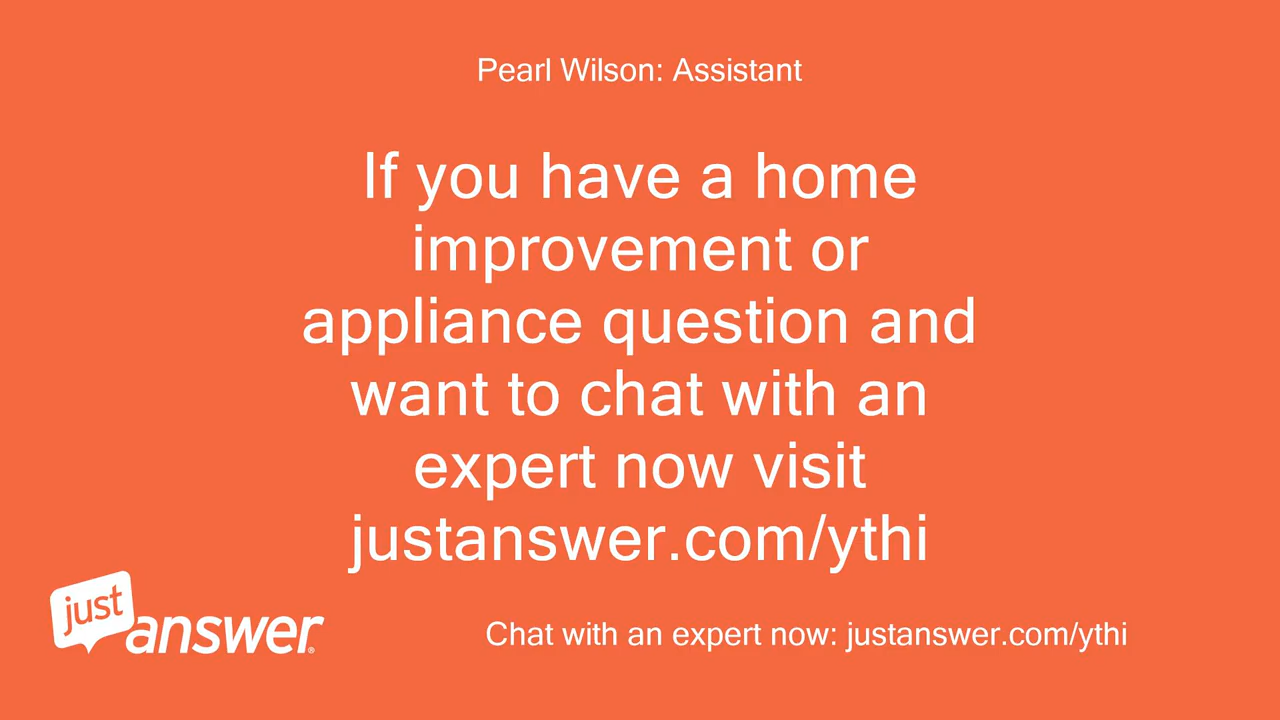 Pearl Wilson: Assistant
If you have a home
improvement or
appliance question and
want to chat with an
expert now visit
justanswer.com/ythi
just
answer®
Chat with an expert now: justanswer.com/ythi